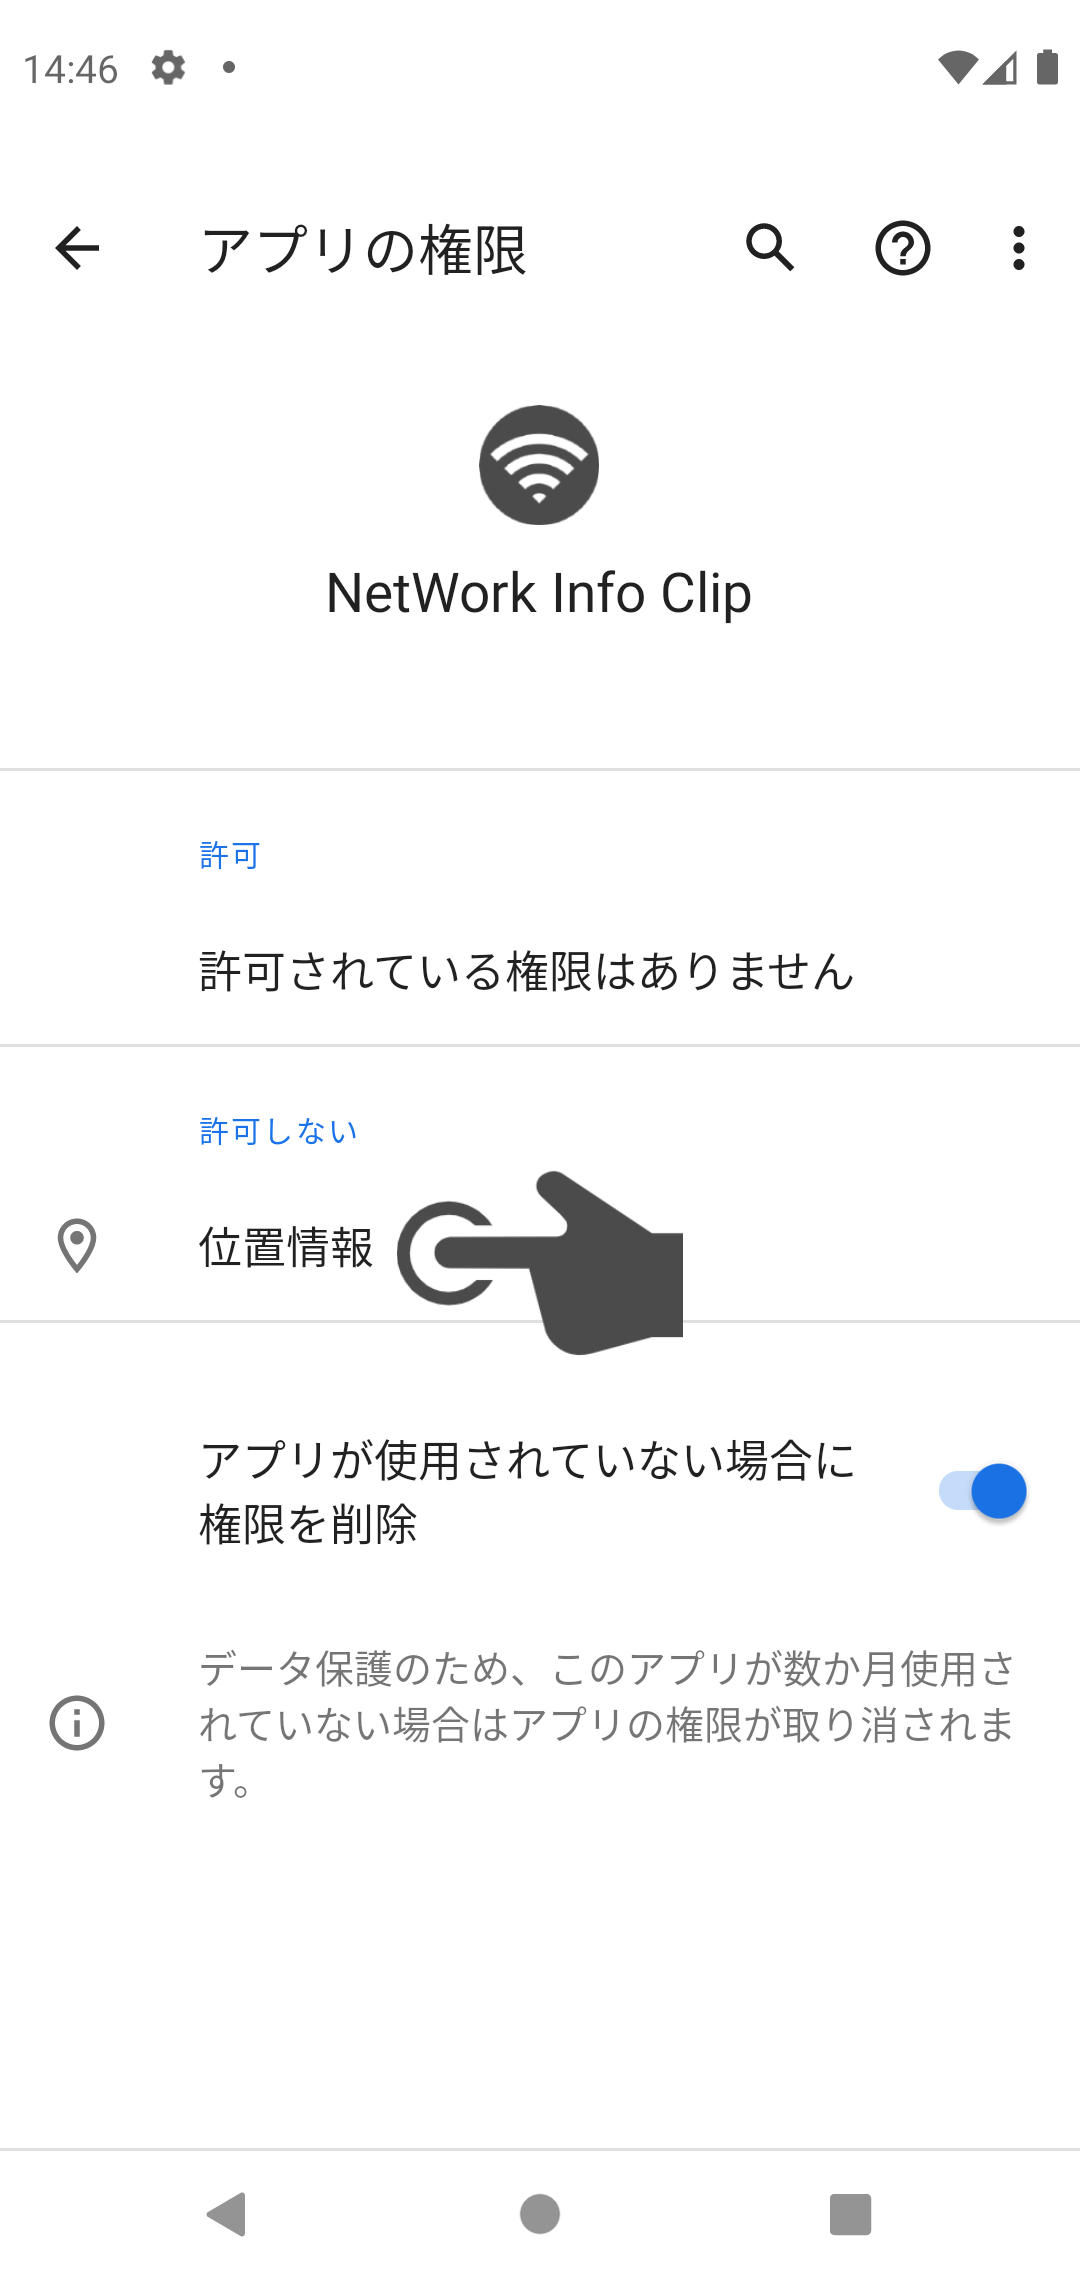 14:46
アプリの権限
NetWork Info Clip
許可
許可されている権限はありません
許可しない
位置情報
アプリが使用されていない場合に
権限を削除
データ保護のため、このアプリが数か月使用さ
れていない場合はアプリの権限が取り消されま
す。